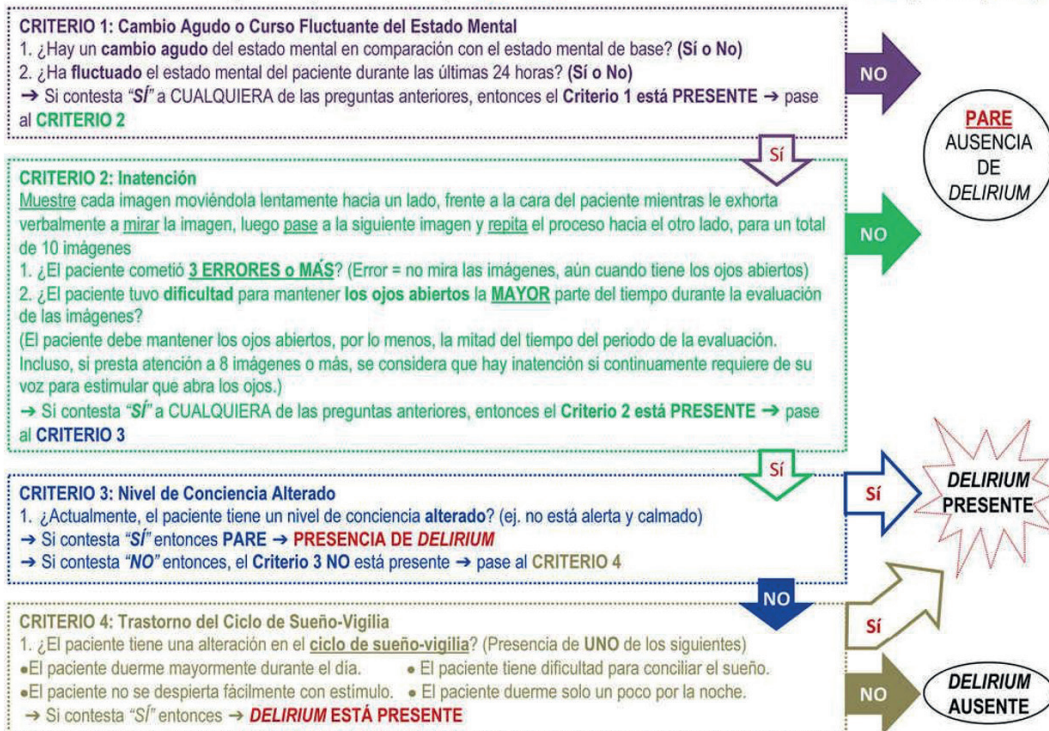 CRITERIO 1: Cambio Agudo o Curso Fluctuante del Estado Mental
1. ¿Hay un cambio agudo del estado mental en comparación con el estado mental de base? (Sí o No)
2. ¿Ha fluctuado el estado mental del paciente durante las últimas 24 horas? (Sí o No)
➔ Si contesta “SÍ” a CUALQUIERA de las preguntas anteriores, entonces el Criterio 1 está PRESENTE ➔ pase
al CRITERIO 2
NO
PARE
AUSENCIA
DE
DELIRIUM
Sí
CRITERIO 2: Inatención
Muestre cada imagen moviéndola lentamente hacia un lado, frente a la cara del paciente mientras le exhorta
verbalmente a mirar la imagen, luego pase a la siguiente imagen y repita el proceso hacia el otro lado, para un total
de 10 imágenes
1. ¿El paciente cometió 3 ERRORES o MÁS? (Error = no mira las imágenes, aún cuando tiene los ojos abiertos)
2. ¿El paciente tuvo dificultad para mantener los ojos abiertos la MAYOR parte del tiempo durante la evaluación
de las imágenes?
(El paciente debe mantener los ojos abiertos, por lo menos, la mitad del tiempo del periodo de la evaluación.
Incluso, si presta atención a 8 imágenes o más, se considera que hay inatención si continuamente requiere de su
voz para estimular que abra los ojos.)
➔ Si contesta “SÍ” a CUALQUIERA de las preguntas anteriores, entonces el Criterio 2 está PRESENTE ➔ pase
al CRITERIO 3
NO
Sí
CRITERIO 3: Nivel de Conciencia Alterado
1. ¿Actualmente, el paciente tiene un nivel de conciencia alterado? (ej. no está alerta y calmado)
➔ Si contesta “SÍ” entonces PARE ➔ PRESENCIA DE DELIRIUM
➔ Si contesta “NO” entonces, el Criterio 3 NO está presente ➔ pase al CRITERIO 4
Sí
DELIRIUM
PRESENTE
NO
CRITERIO 4: Trastorno del Ciclo de Sueño-Vigilia
1. ¿El paciente tiene una alteración en el ciclo de sueño-vigilia? (Presencia de UNO de los siguientes)
●El paciente duerme mayormente durante el día. ● El paciente tiene dificultad para conciliar el sueño.
●El paciente no se despierta fácilmente con estimulo. ● El paciente duerme solo un poco por la noche.
➔ Si contesta “SÍ” entonces ➔ DELIRIUM ESTÁ PRESENTE
Sí
NO
DELIRIUM
AUSENTE